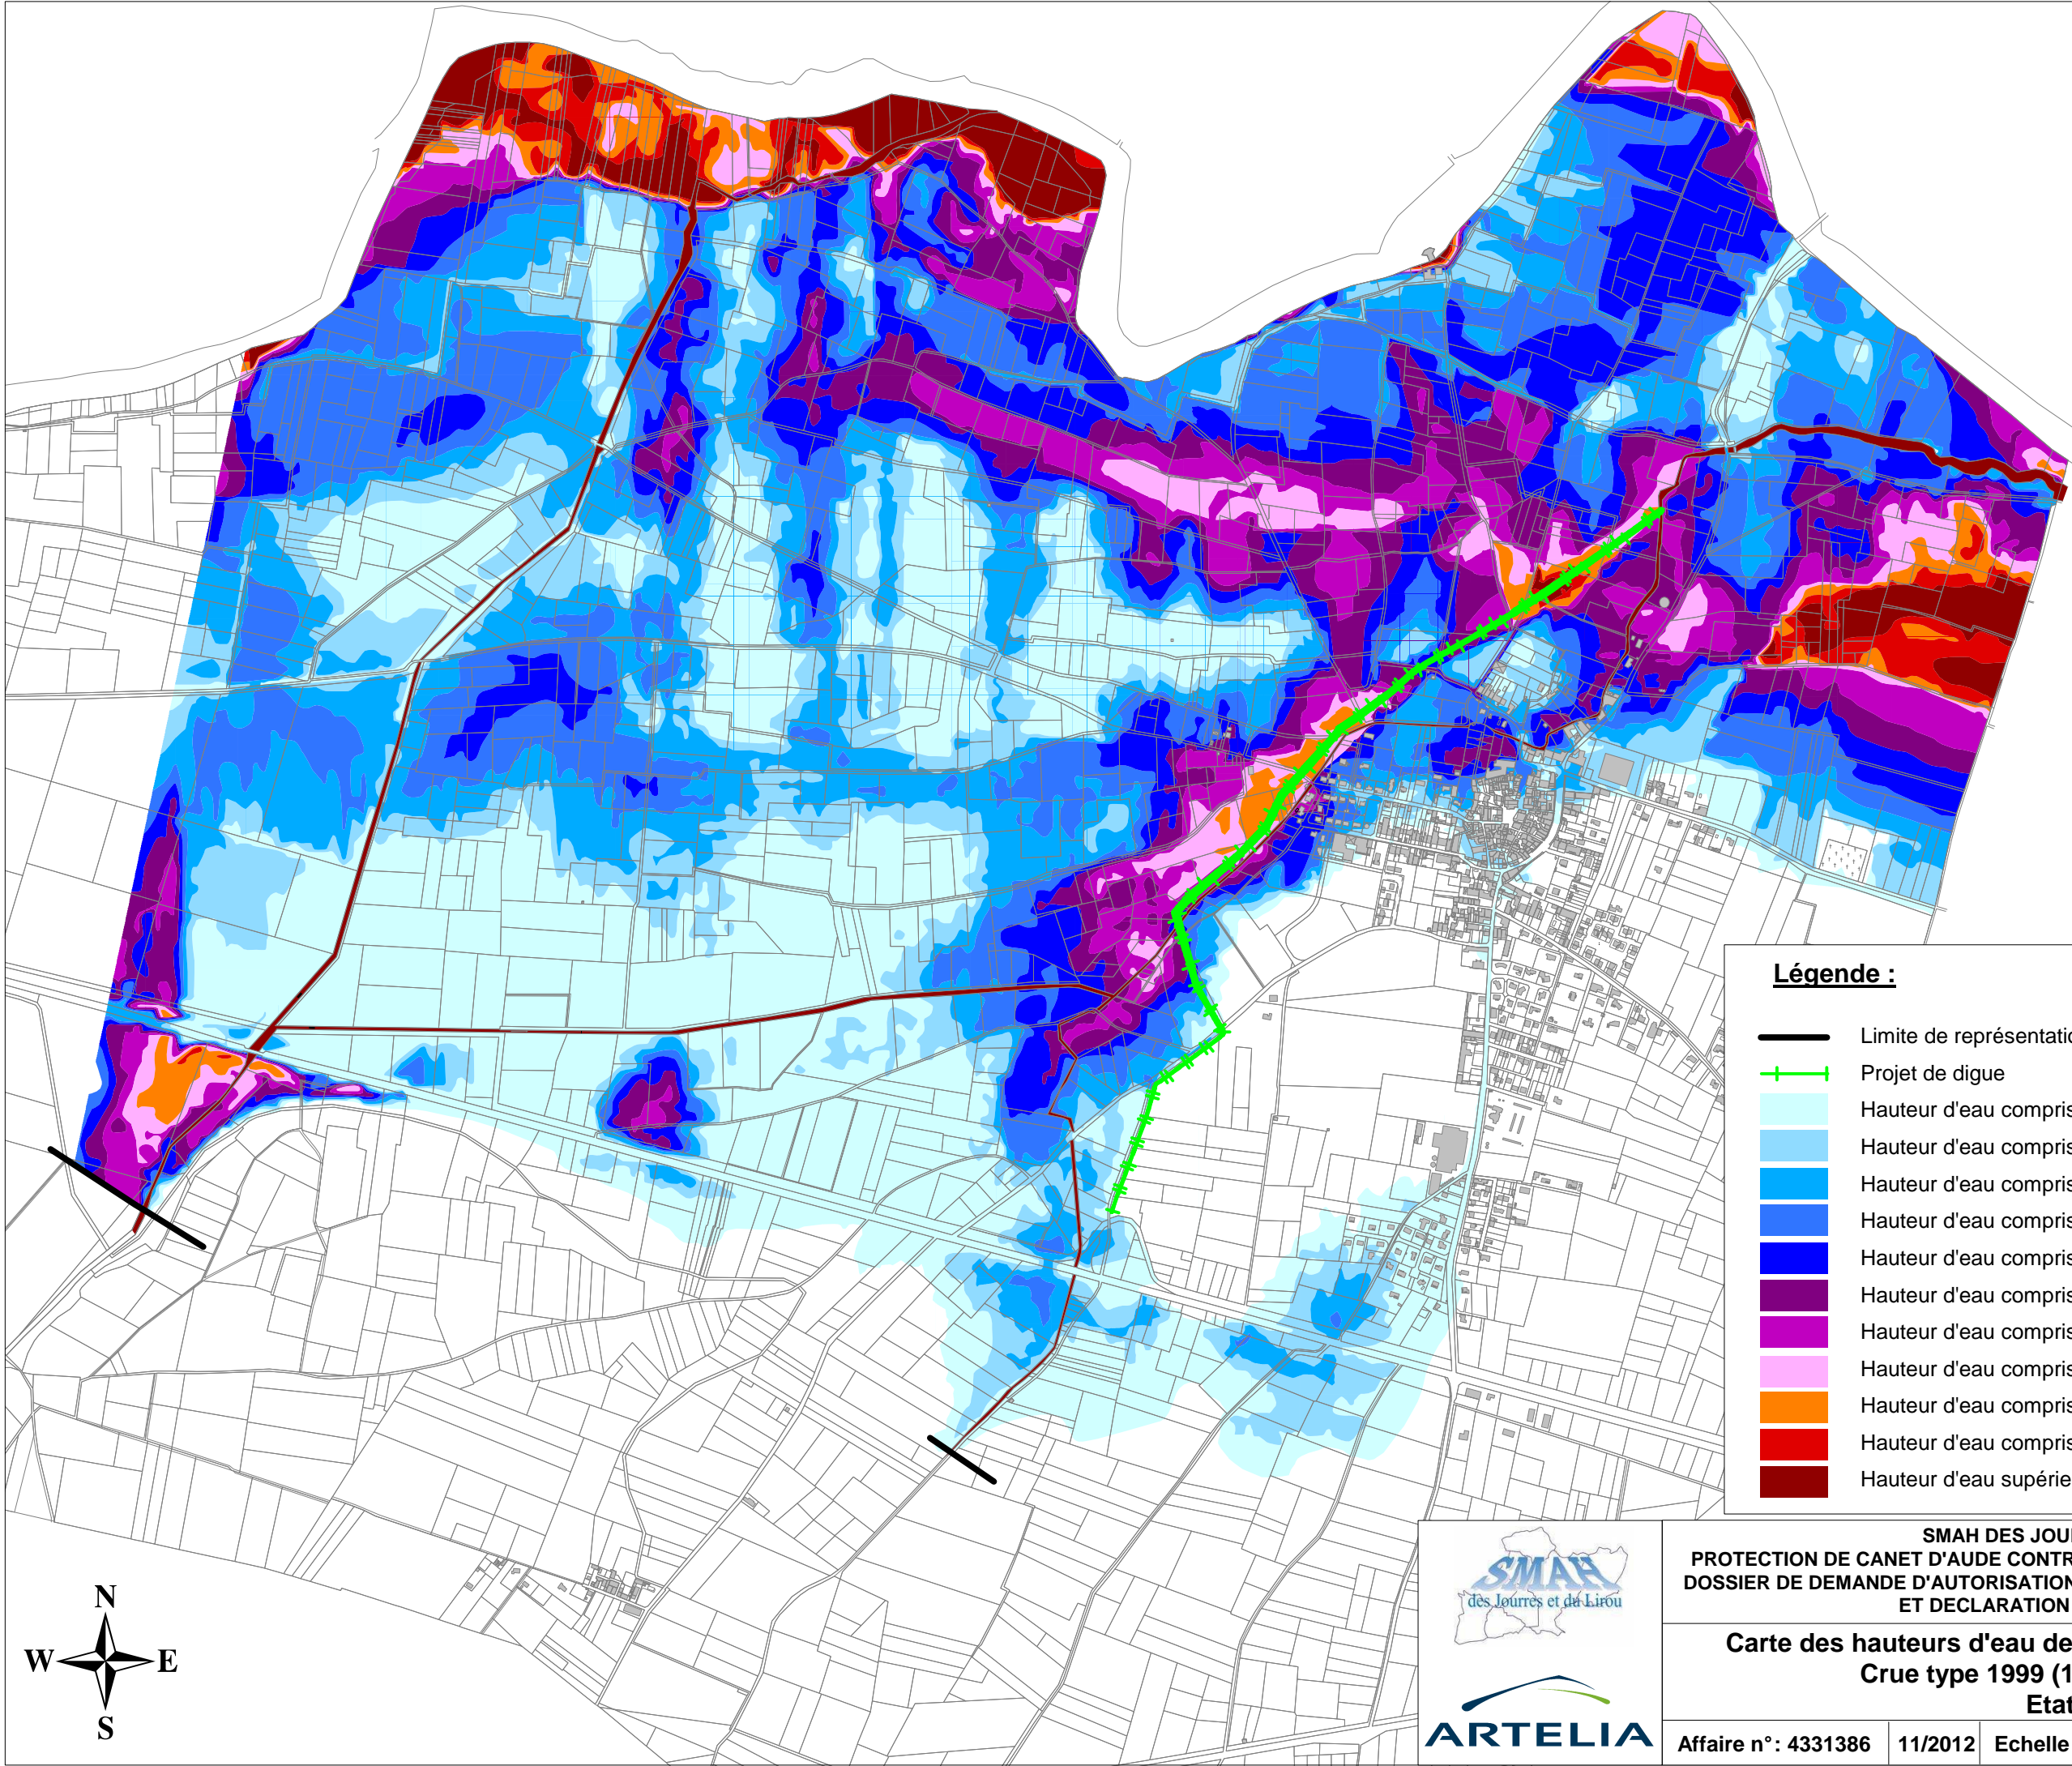 Légende :
Limite de représentatio
Projet de digue
Hauteur d'eau compris
Hauteur d'eau compris
Hauteur d'eau compris
Hauteur d'eau compris
Hauteur d'eau compris
Hauteur d'eau compris
Hauteur d'eau compris
Hauteur d'eau compris
Hauteur d'eau compris
Hauteur d'eau compris
Hauteur d'eau supérie
N
W E
S
SMAH
des Jourres et du Lirou
ARTELIA
SMAH DES JOU
PROTECTION DE CANET D'AUDE CONTR
DOSSIER DE DEMANDE D'AUTORISATION
ET DECLARATION
Carte des hauteurs d'eau de
Crue type 1999 (1
Etat
Affaire n°: 4331386 11/2012 Echelle